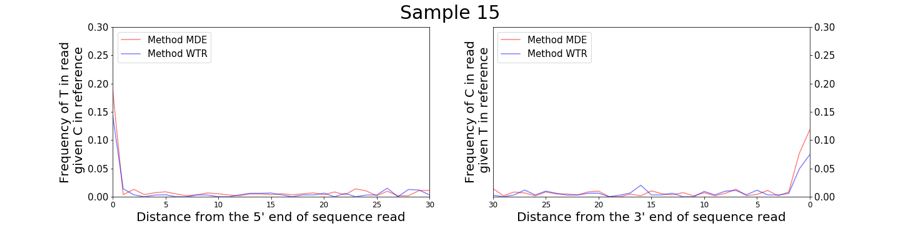 Sample 15
Frequency of T in read
given C in reference
0.30
0.25
0.20
0.15
0.10
0.05
0.00
Method MDE
Method WTR
0 5 10 15 20 25 30
Distance from the 5' end of sequence read
Frequency of C in read
given T in reference
Method MDE
Method WTR
0.30
0.25
0.20
0.15
0.10
0.05
0.00
30 25 20 15 10 5 0
Distance from the 3' end of sequence read